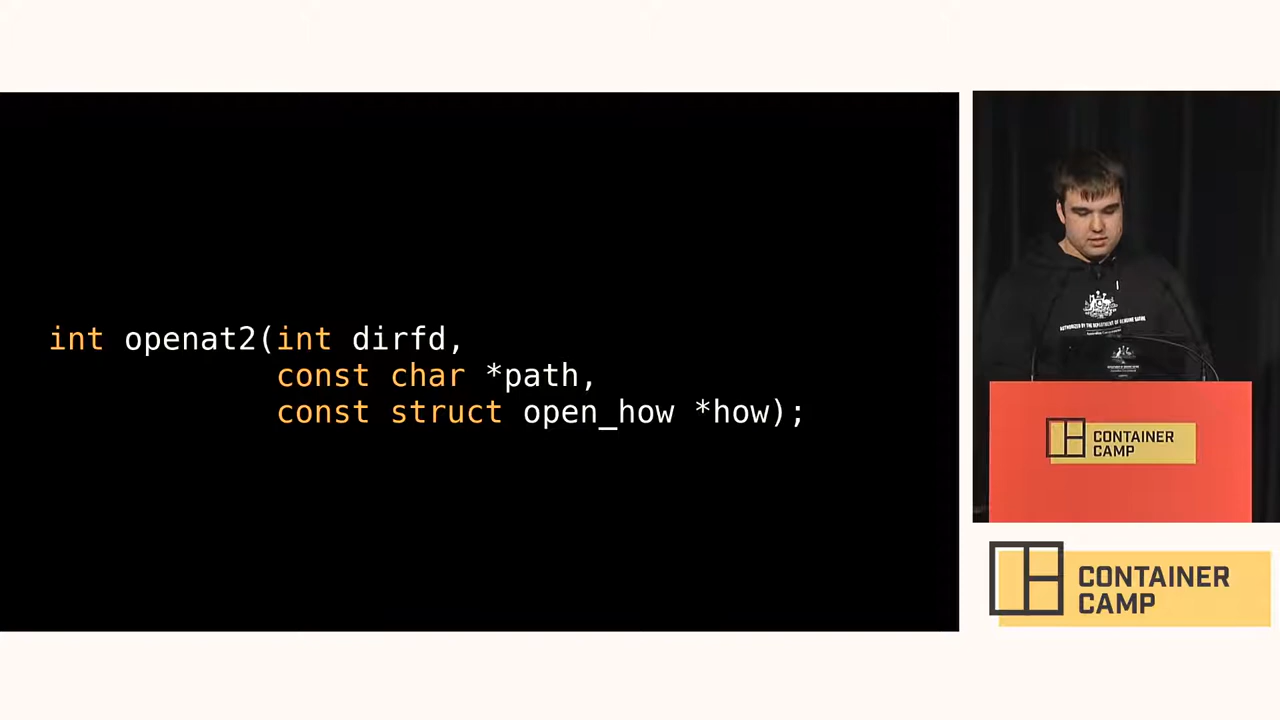 int openat2(int dirfd,
const char *path,
const struct open_how *how);
CONTAINER
CAMP
CONTAINER
CAMP